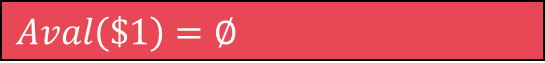 Aval($1) = ∅